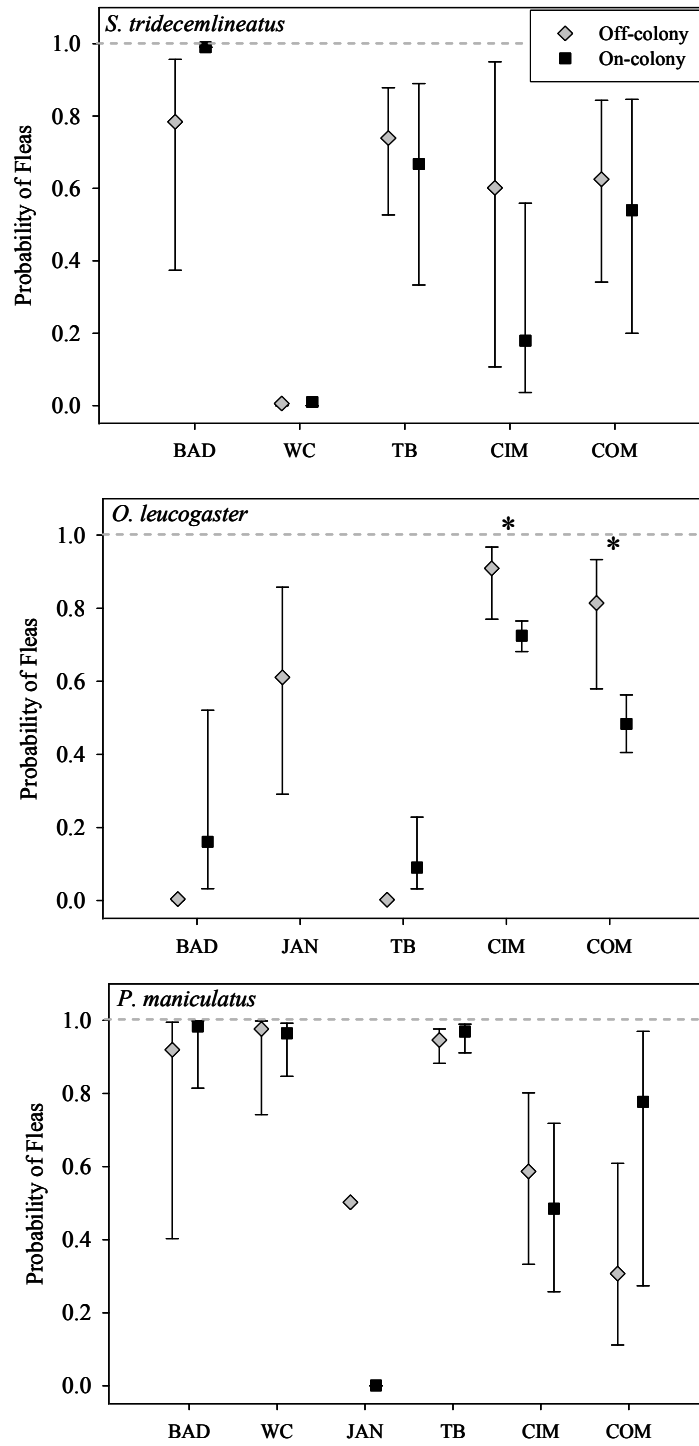 S. tridecemlineatus
Off-colony
On-colony
Probability of Fleas
1.0
0.8
0.6
0.4
0.2
0.0
BAD WC TB CIM COM
O. leucogaster
*
*
Probability of Fleas
1.0
0.8
0.6
0.4
0.2
0.0
BAD JAN TB CIM COM
P. maniculatus
Probability of Fleas
1.0
0.8
0.6
0.4
0.2
0.0
BAD WC JAN TB CIM COM